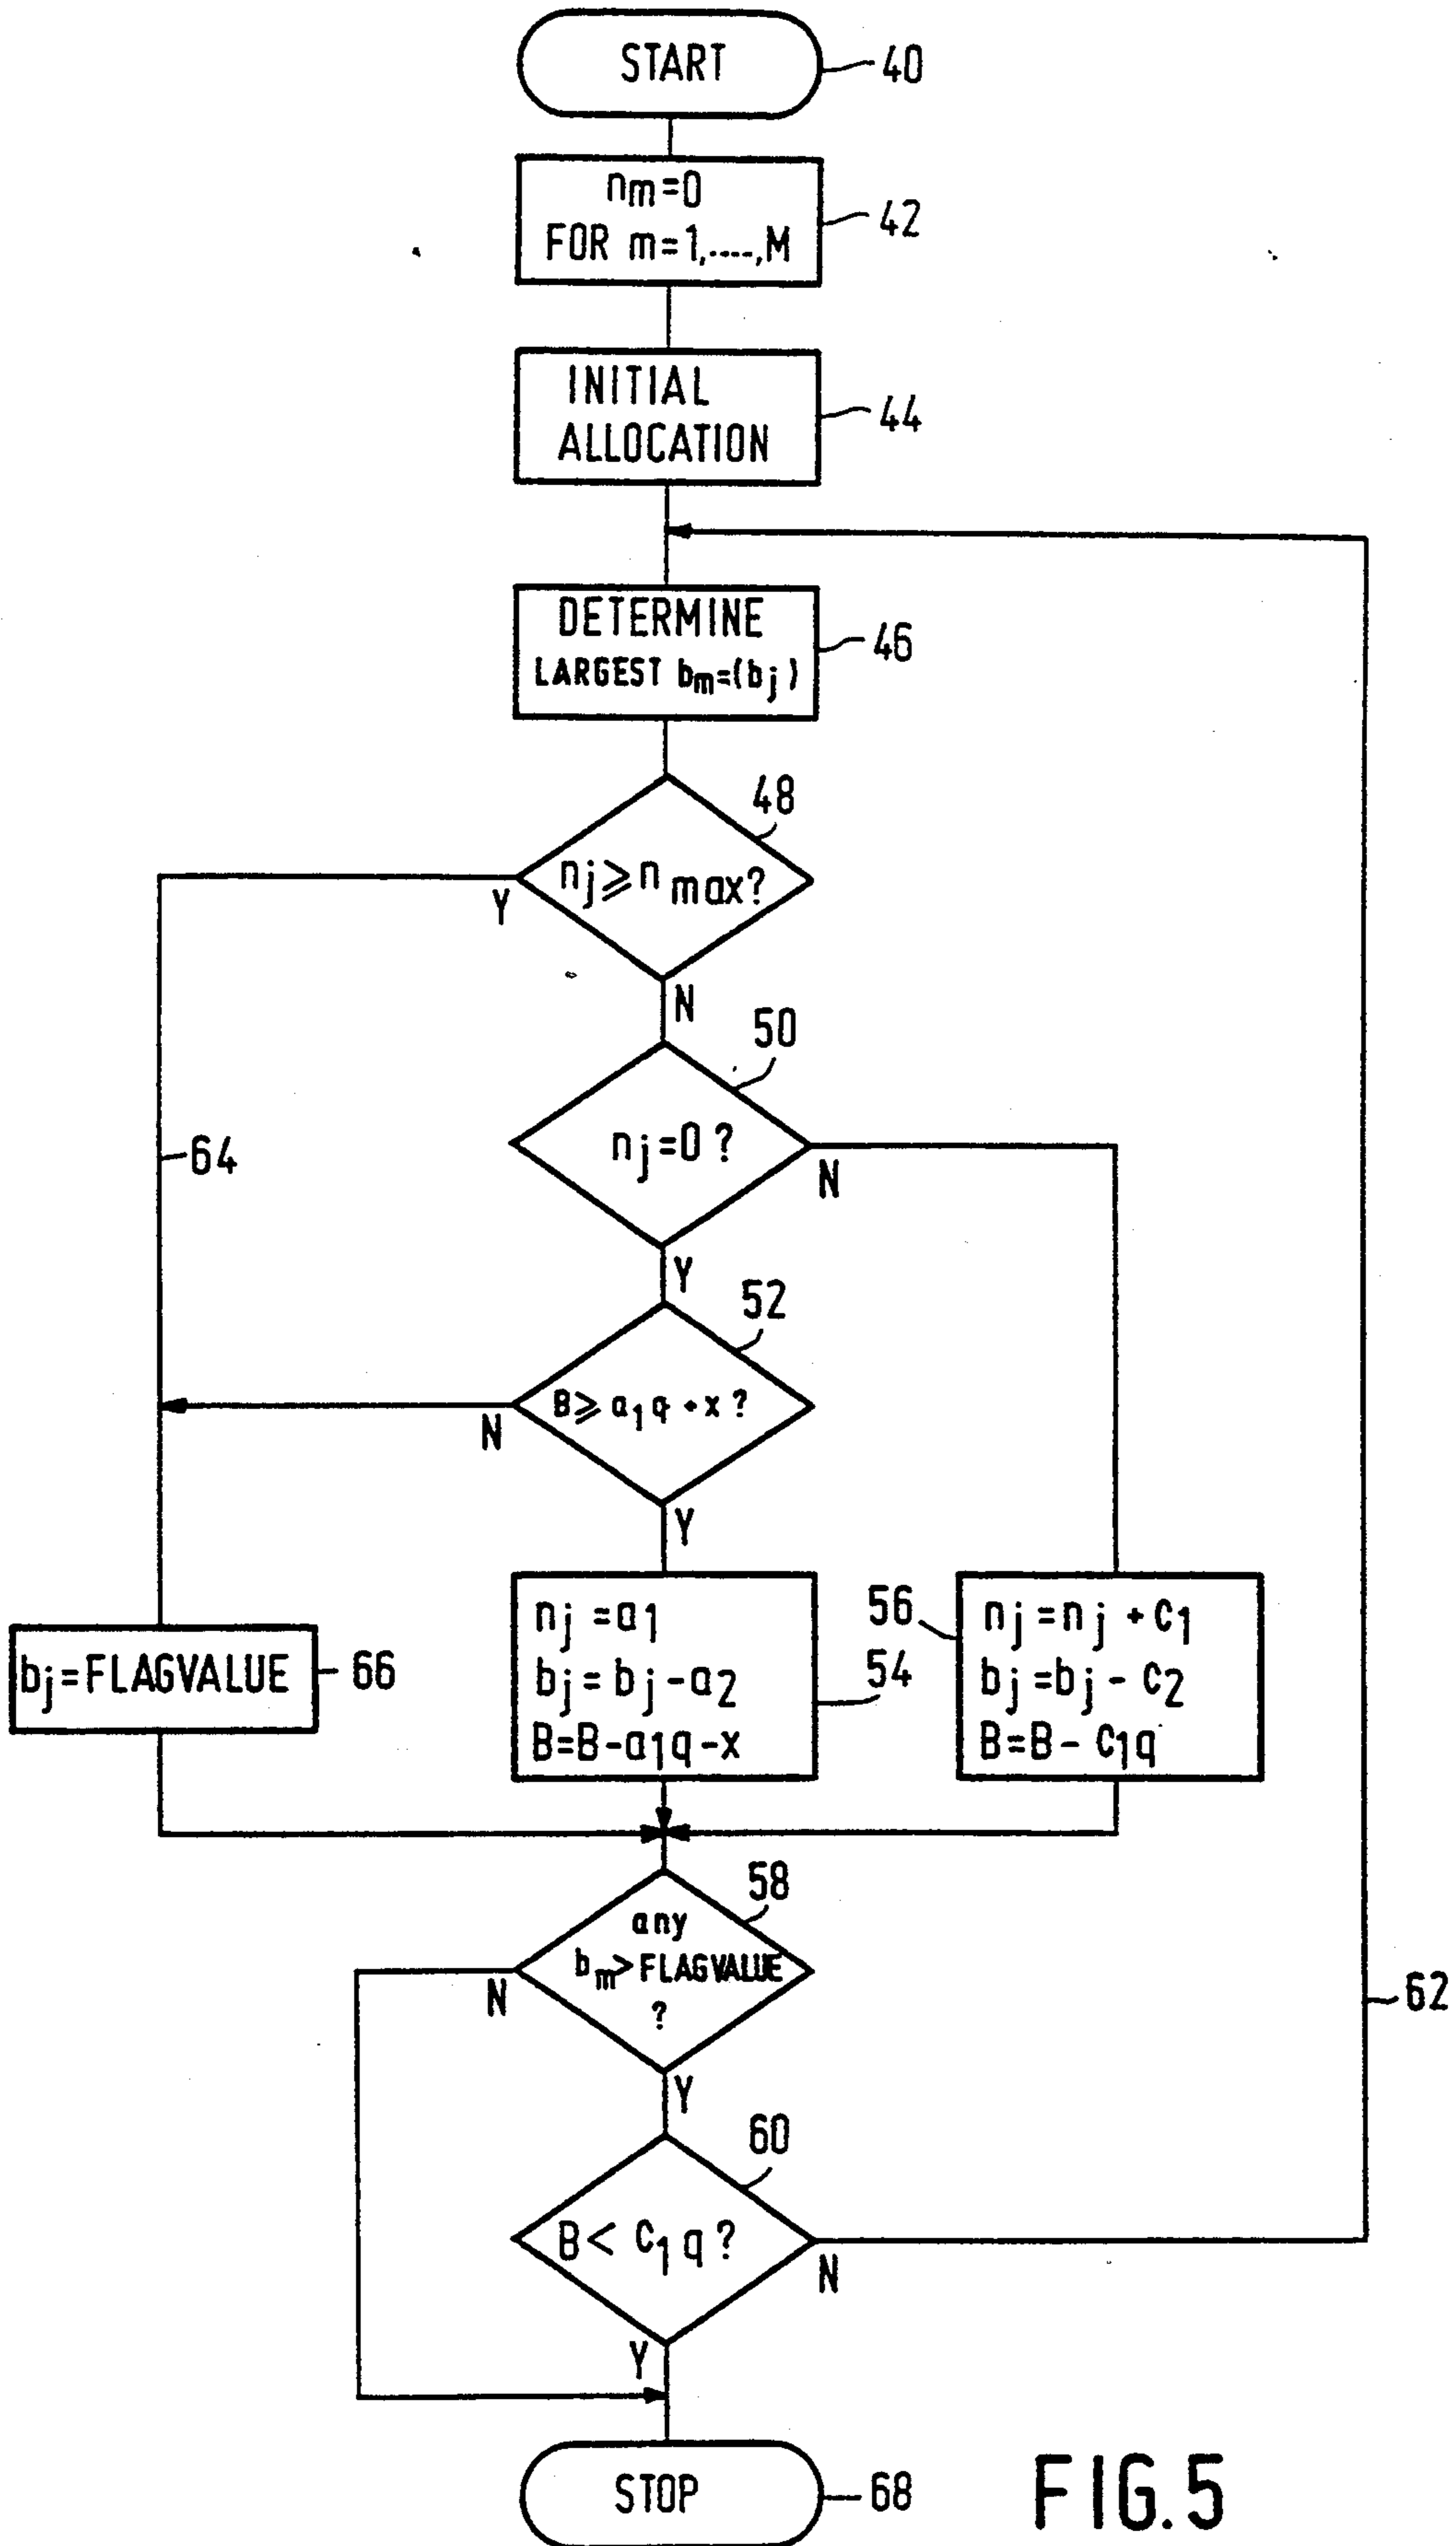 START
40
nm=0
FOR m=1,----,M
42
INITIAL
ALLOCATION
44
DETERMINE
LARGEST bm=(bj)
46
48
nj⩾nmax?
Y
N
50
nj=0?
N
64
Y
52
B⩾a1q+x?
N
Y
nj=a1
bj=bj-a2
B=B-a1q-x
54
56
nj=nj+c1
bj=bj-c2
B=B-c1q
bj=FLAGVALUE
66
58
any
bm>FLAGVALUE
?
N
62
Y
60
B<c1q?
N
Y
STOP
68
FIG.5